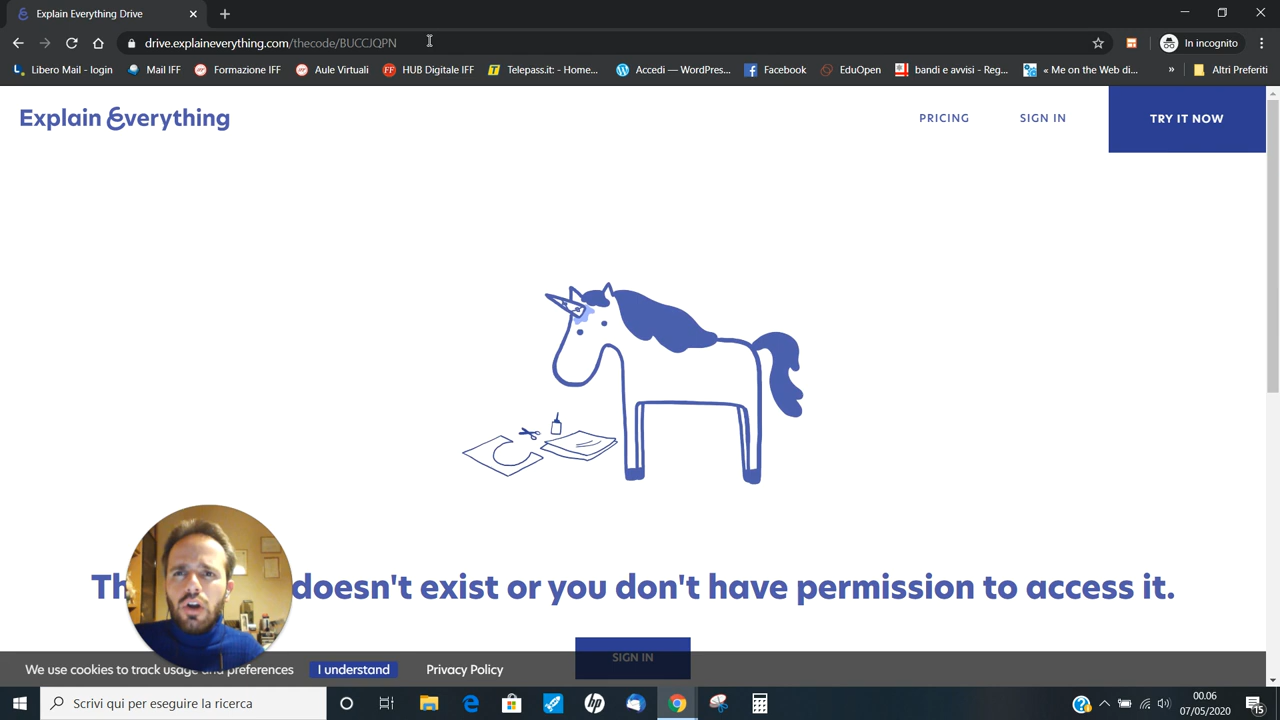 Explain Everything Drive
drive.explaineverything.com/thecode/BUCCJQPN
In incognito
Libero Mail - login
Mail IFF
Formazione IFF
Aule Virtuali
HUB Digitale IFF
Telepass.it: - Home...
Accedi — WordPres...
Facebook
EduOpen
bandi e avvisi - Reg...
« Me on the Web di...
»
Altri Preferiti
Explain Everything
PRICING
SIGN IN
TRY IT NOW
doesn't exist or you don't have permission to access it.
SIGN IN
We use cookies to track usage and preferences
I understand
Privacy Policy
Scrivi qui per eseguire la ricerca
00.06
07/05/2020
15